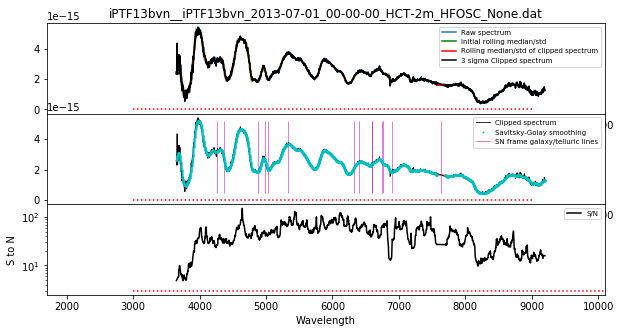 iPTF13bvn__iPTF13bvn_2013-07-01_00-00-00_HCT-2m_HFOSC_None.dat
1e−15
4
2
0
Raw spectrum
Initial rolling median/std
Rolling median/std of clipped spectrum
3 sigma Clipped spectrum
1e−15
4
2
0
Clipped spectrum
Savitsky-Golay smoothing
SN frame galaxy/telluric lines
S to N
10²
10¹
S/N
2000 3000 4000 5000 6000 7000 8000 9000 10000
Wavelength